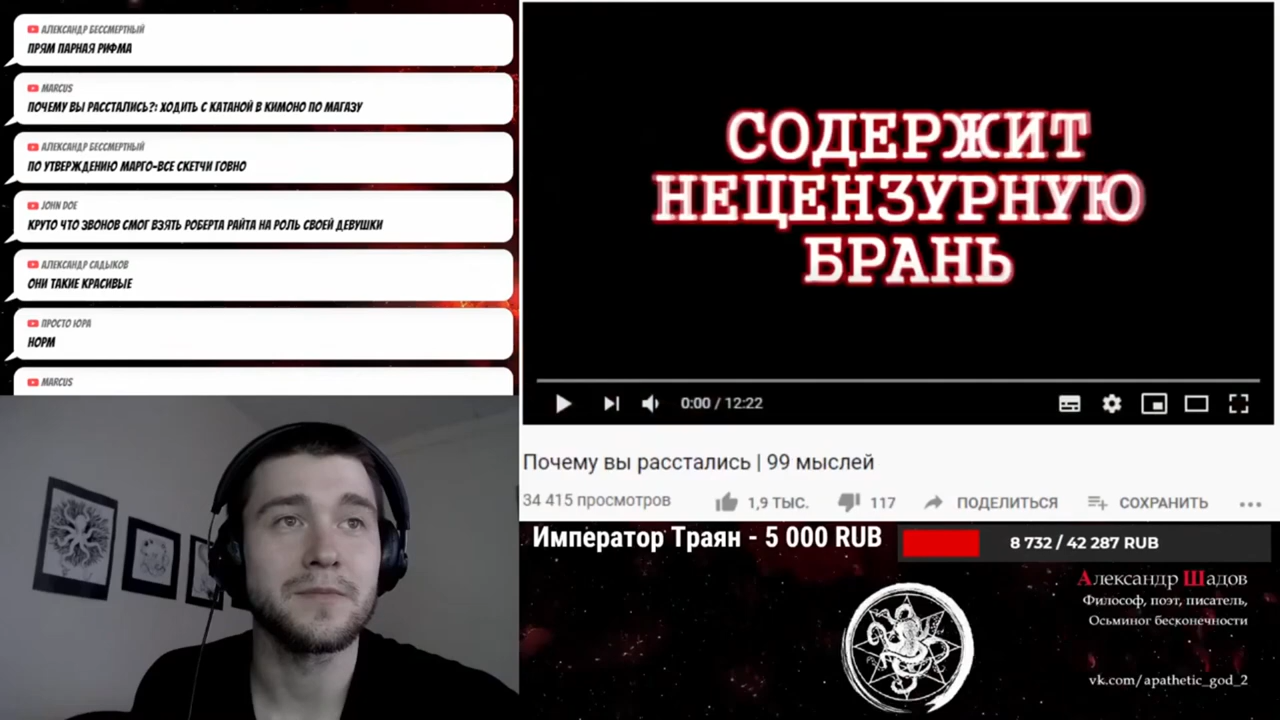 АЛЕКСАНДР БЕССМЕРТНЫЙ
ПРЯМ ПАРНАЯ РИФМА
MARCUS
ПОЧЕМУ ВЫ РАССТАЛИСЬ?: ХОДИТЬ С КАТАНОЙ В КИМОНО ПО МАГАЗУ
АЛЕКСАНДР БЕССМЕРТНЫЙ
ПО УТВЕРЖДЕНИЮ МАРГО-ВСЕ СКЕТЧИ ГОВНО
JOHN DOE
КРУТО ЧТО ЗВОНОВ СМОГ ВЗЯТЬ РОБЕРТА РАЙТА НА РОЛЬ СВОЕЙ ДЕВУШКИ
АЛЕКСАНДР САДЫКОВ
ОНИ ТАКИЕ КРАСИВЫЕ
ПРОСТО ЮРА
НОРМ
MARCUS
СОДЕРЖИТ
НЕЦЕНЗУРНУЮ
БРАНЬ
0:00 / 12:22
Почему вы расстались | 99 мыслей
34 415 просмотров
1,9 ТЫС.
117
ПОДЕЛИТЬСЯ
СОХРАНИТЬ
Император Траян - 5 000 RUB
8 732 / 42 287 RUB
Александр Шадов
Философ, поэт, писатель,
Осьминог бесконечности
vk.com/apathetic_god_2